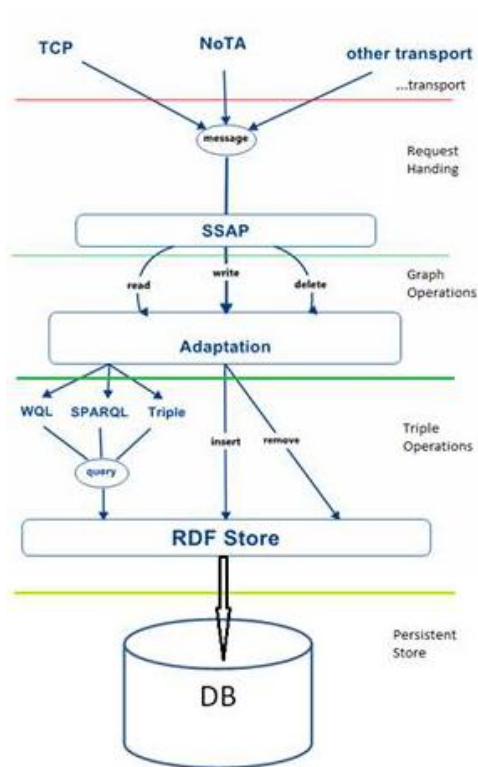 TCP
NoTA
other transport
...transport
message
Request
Handing
SSAP
Graph
Operations
read
write
delete
Adaptation
WQL
SPARQL
Triple
Triple
Operations
insert
remove
query
RDF Store
Persistent
Store
DB